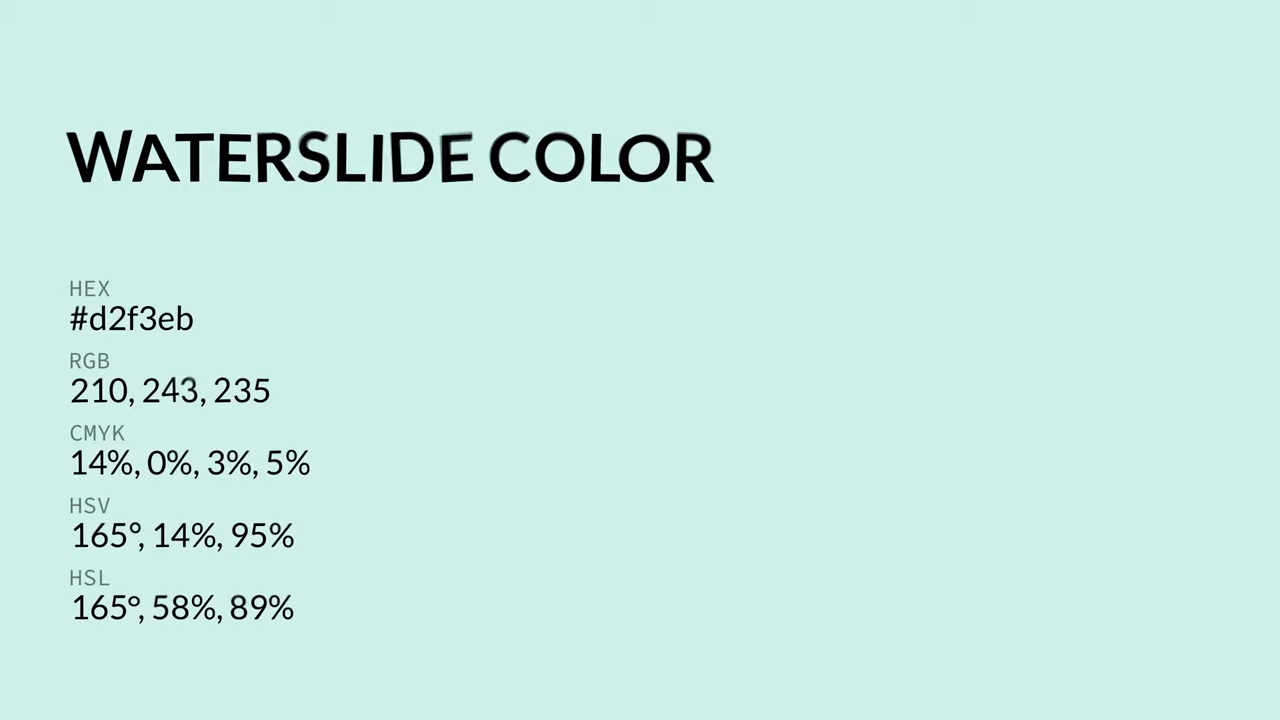 WATERSLIDE COLOR
HEX
#d2f3eb
RGB
210, 243, 235
CMYK
14%, 0%, 3%, 5%
HSV
165°, 14%, 95%
HSL
165°, 58%, 89%